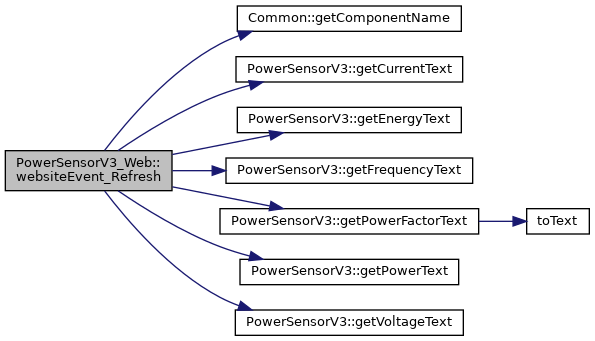 Common::getComponentName
PowerSensorV3::getCurrentText
PowerSensorV3::getEnergyText
PowerSensorV3_Web::
websiteEvent_Refresh
PowerSensorV3::getFrequencyText
PowerSensorV3::getPowerFactorText
toText
PowerSensorV3::getPowerText
PowerSensorV3::getVoltageText